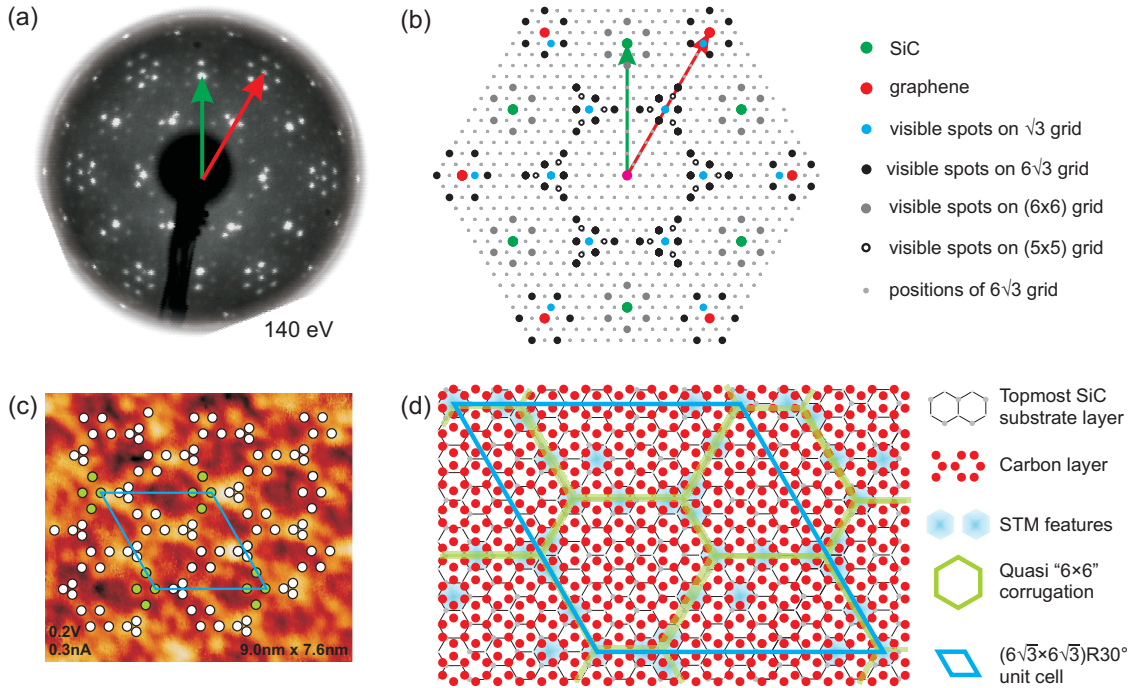 (a)
140 eV
(b)
SiC
graphene
visible spots on √3 grid
visible spots on 6√3 grid
visible spots on (6x6) grid
visible spots on (5x5) grid
positions of 6√3 grid
(c)
0.2V
0.3nA
9.0nm x 7.6nm
(d)
Topmost SiC
substrate layer
Carbon layer
STM features
Quasi “6×6”
corrugation
(6√3×6√3)R30°
unit cell